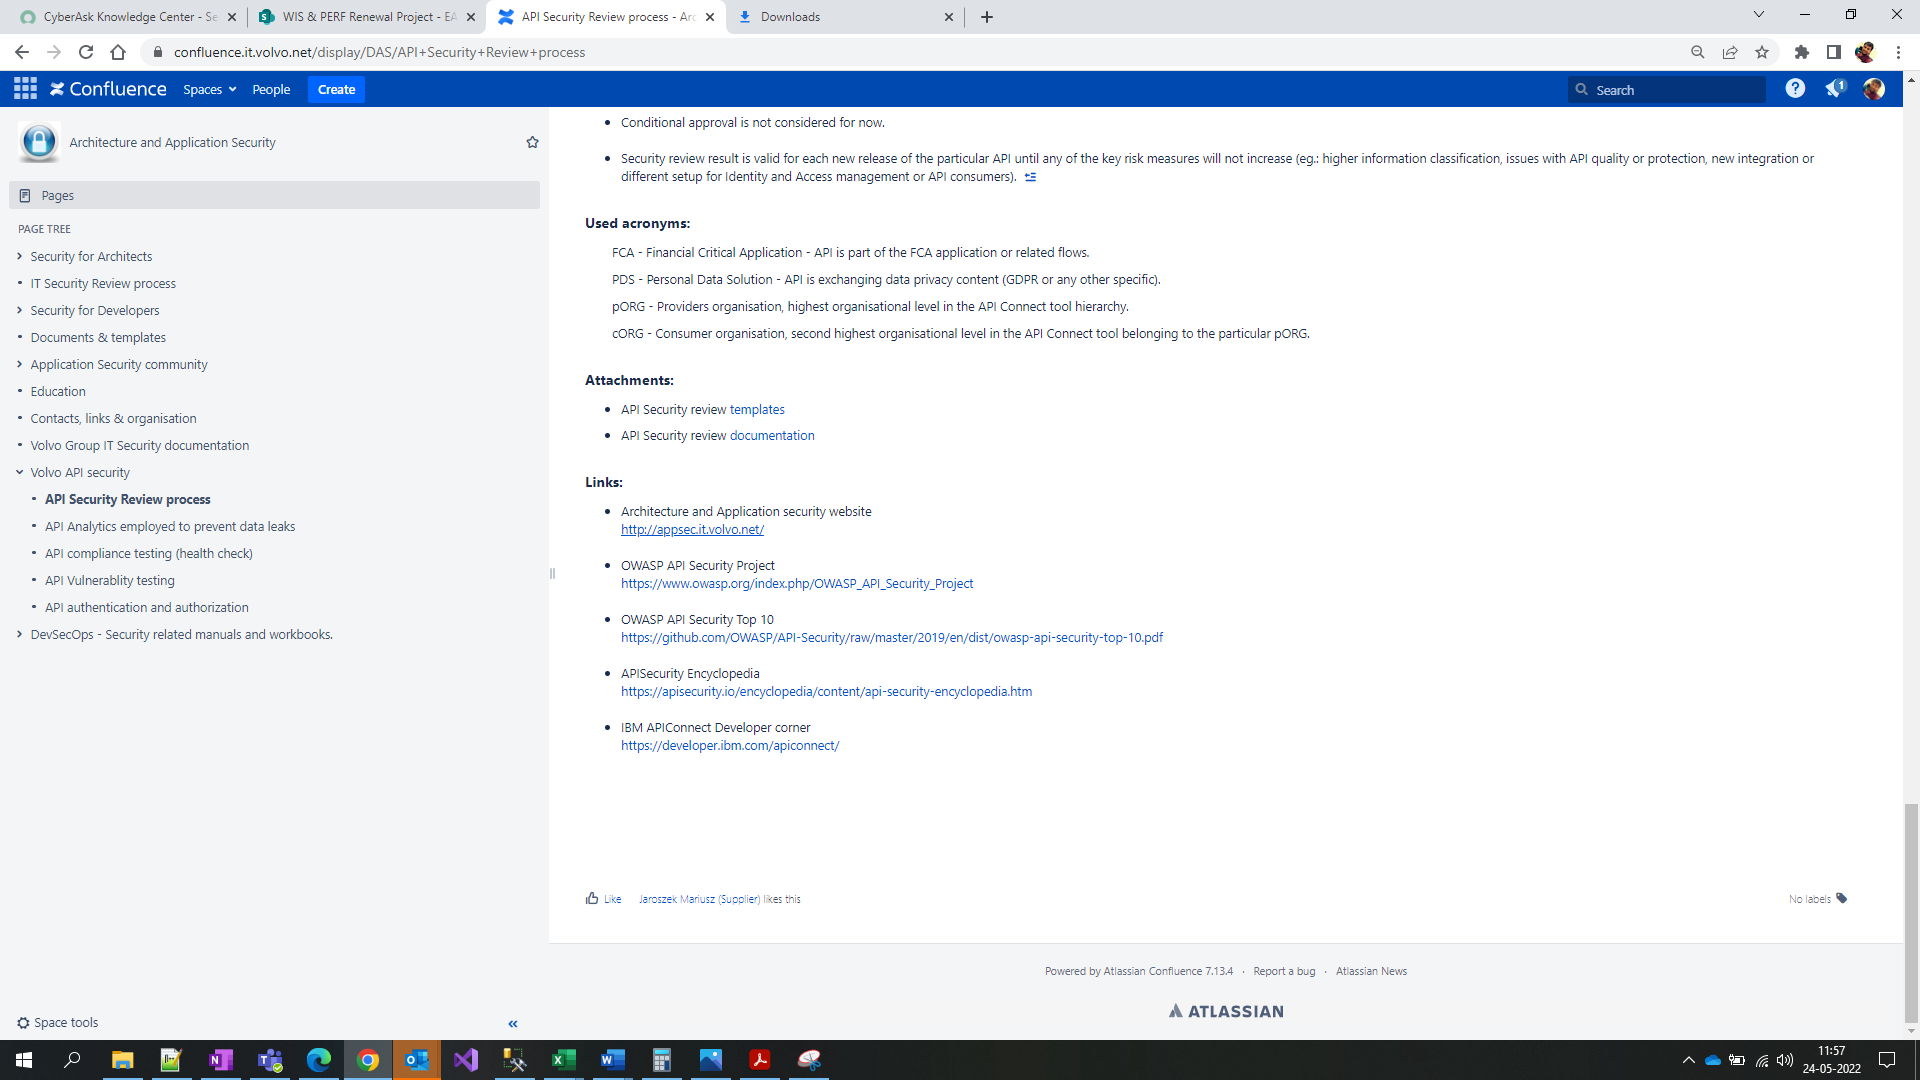 CyberAsk Knowledge Center - Se
WIS & PERF Renewal Project - EA
API Security Review process - Arc
Downloads
confluence.it.volvo.net/display/DAS/API+Security+Review+process
Confluence
Spaces
People
Create
Search
1
Architecture and Application Security
Pages
PAGE TREE
Security for Architects
IT Security Review process
Security for Developers
Documents & templates
Application Security community
Education
Contacts, links & organisation
Volvo Group IT Security documentation
Volvo API security
API Security Review process
API Analytics employed to prevent data leaks
API compliance testing (health check)
API Vulnerablity testing
API authentication and authorization
DevSecOps - Security related manuals and workbooks.
Space tools
Conditional approval is not considered for now.
Security review result is valid for each new release of the particular API until any of the key risk measures will not increase (eg.: higher information classification, issues with API quality or protection, new integration or
different setup for Identity and Access management or API consumers).
Used acronyms:
FCA - Financial Critical Application - API is part of the FCA application or related flows.
PDS - Personal Data Solution - API is exchanging data privacy content (GDPR or any other specific).
pORG - Providers organisation, highest organisational level in the API Connect tool hierarchy.
cORG - Consumer organisation, second highest organisational level in the API Connect tool belonging to the particular pORG.
Attachments:
API Security review templates
API Security review documentation
Links:
Architecture and Application security website
http://appsec.it.volvo.net/
OWASP API Security Project
https://www.owasp.org/index.php/OWASP_API_Security_Project
OWASP API Security Top 10
https://github.com/OWASP/API-Security/raw/master/2019/en/dist/owasp-api-security-top-10.pdf
APISecurity Encyclopedia
https://apisecurity.io/encyclopedia/content/api-security-encyclopedia.htm
IBM APIConnect Developer corner
https://developer.ibm.com/apiconnect/
Like
Jaroszek Mariusz (Supplier) likes this
No labels
Powered by Atlassian Confluence 7.13.4 · Report a bug · Atlassian News
ATLASSIAN
11:57
24-05-2022